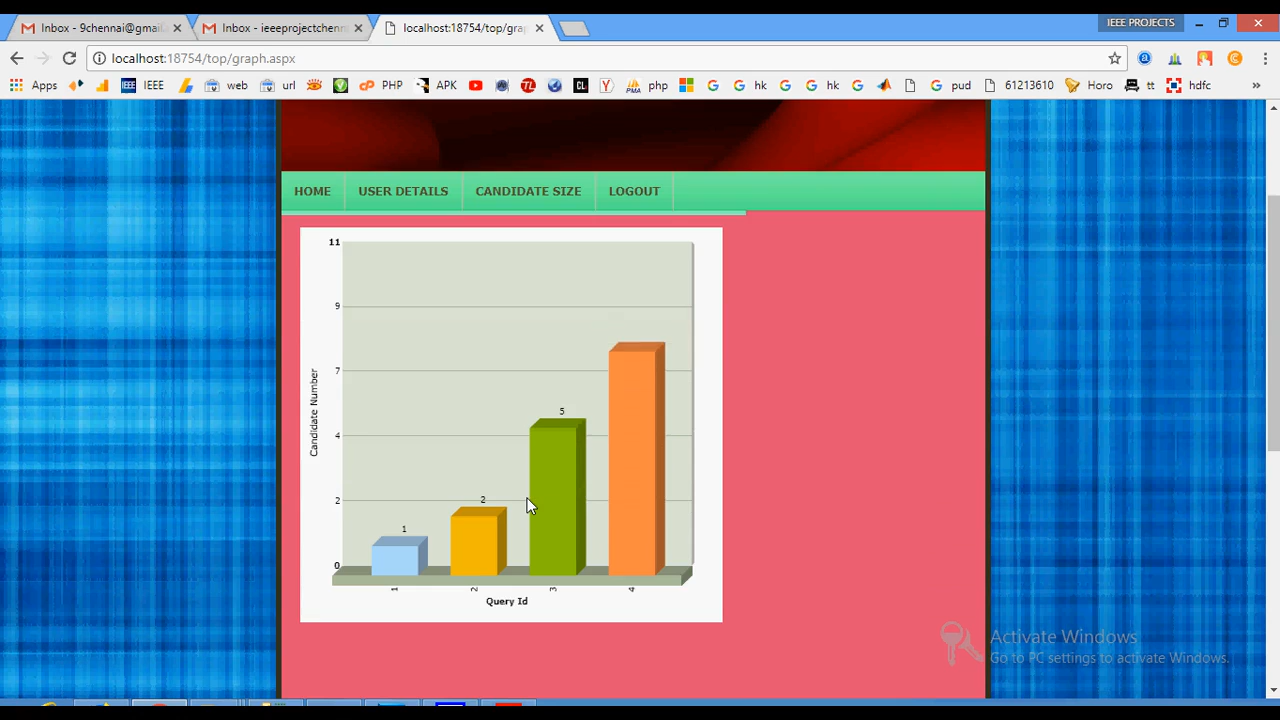 IEEE PROJECTS
Inbox - 9chennai@gmail. Inbox - ieeeprojectchenn localhost:18754/top/gra
localhost:18754/top/graph.aspx
Apps IEEE web url PHP APK php hk hk pud 61213610 Horo tt hdfc »
HOME USER DETAILS CANDIDATE SIZE LOGOUT
11
9
7
4
2
0
Candidate Number
1
2
5
1 2 3 4
Query Id
Activate Windows
Go to PC settings to activate Windows.